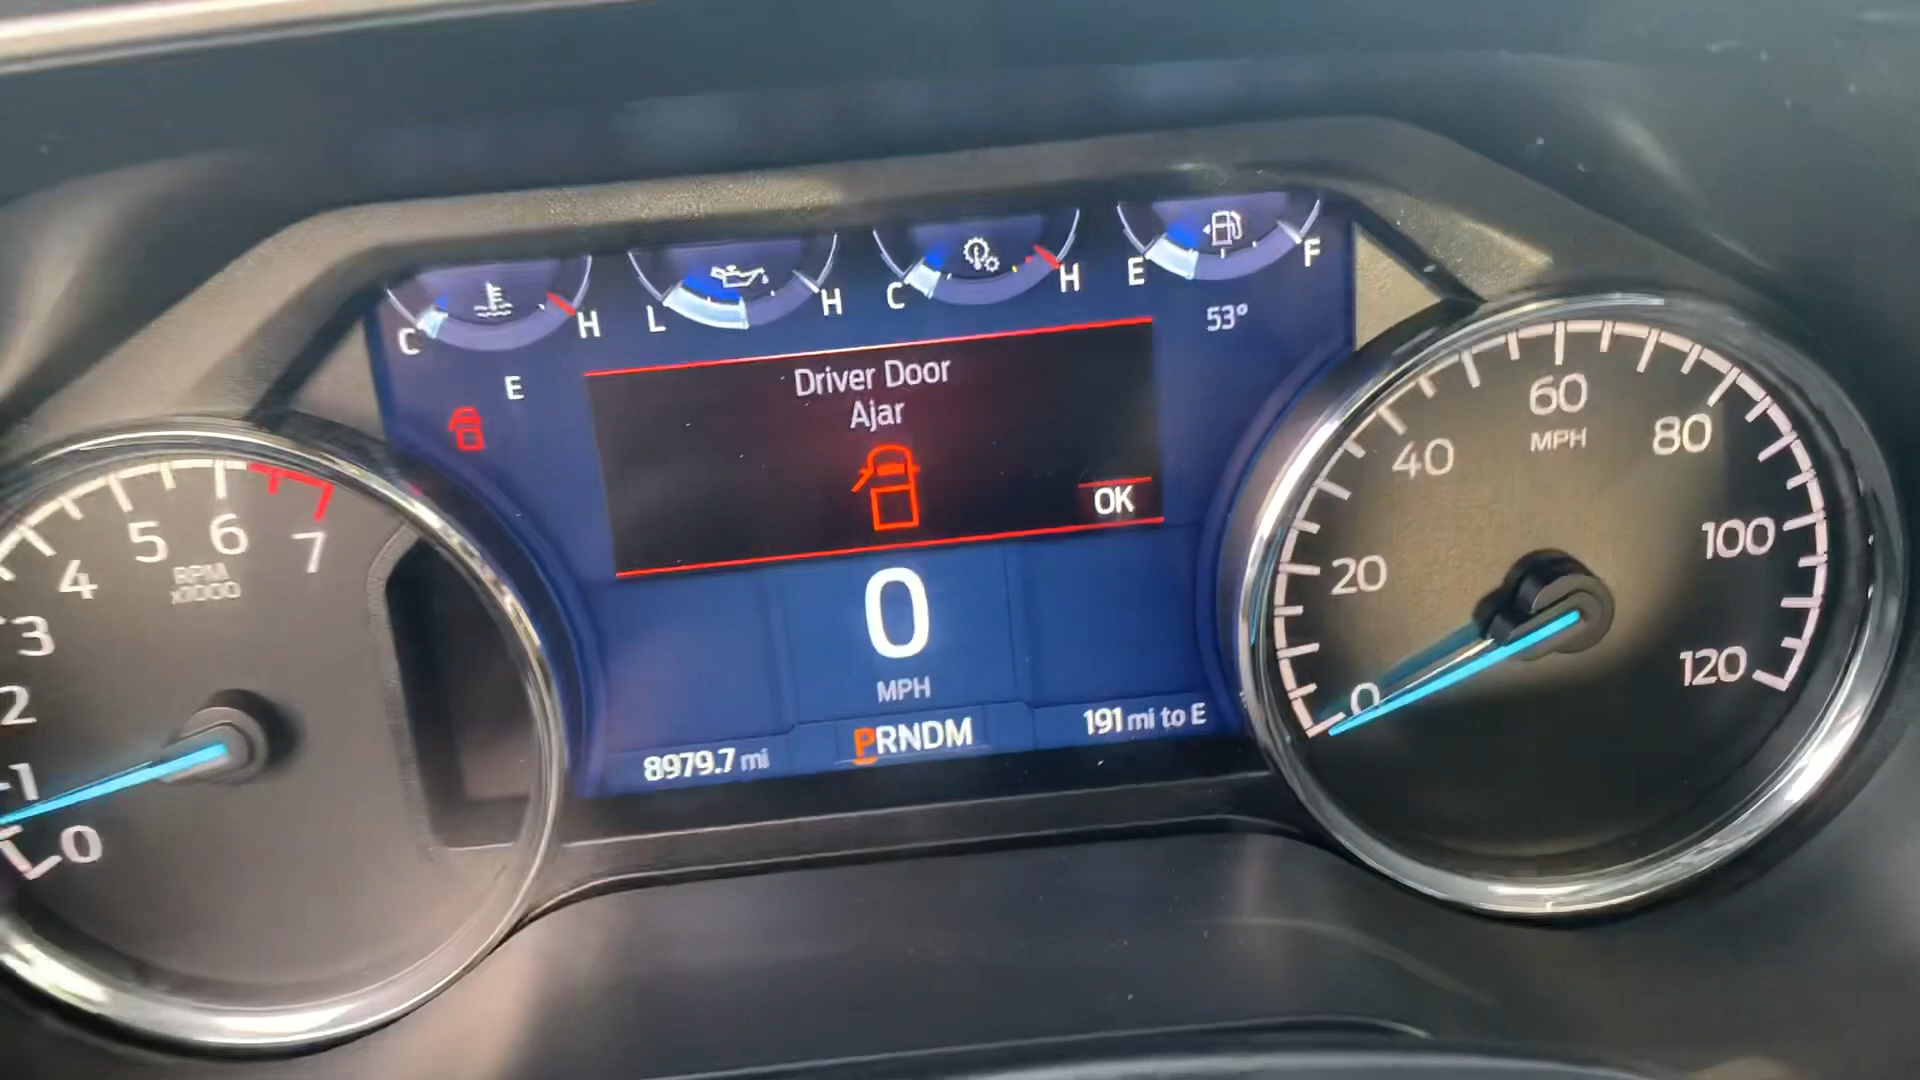 C H
L H
C H
E F
53°
E
Driver Door
Ajar
OK
0
MPH
PRNDM
8979.7 mi
191 mi to E
0 1 2 3 4 5 6 7
RPM
x1000
0 20 40 60 80 100 120
MPH